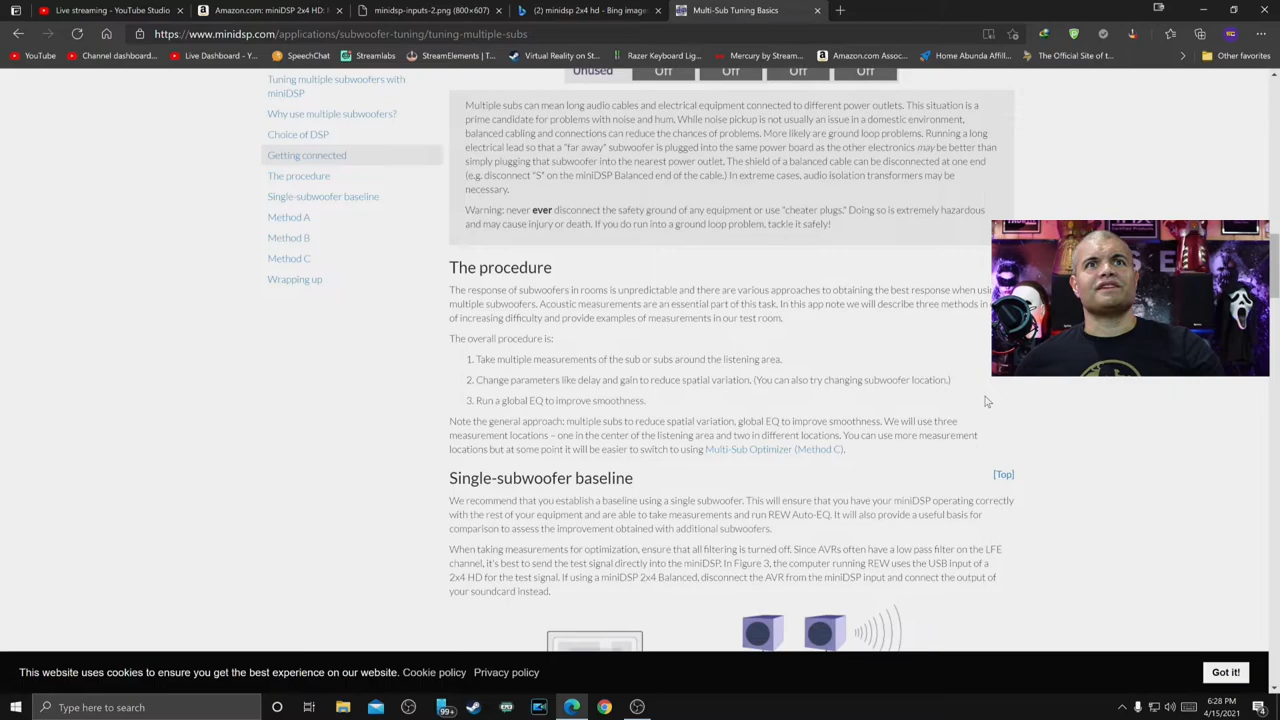 Live streaming - YouTube Studio
Amazon.com: miniDSP 2x4 HD:
minidsp-inputs-2.png (800×607)
(2) minidsp 2x4 hd - Bing image
Multi-Sub Tuning Basics
https://www.minidsp.com/applications/subwoofer-tuning/tuning-multiple-subs
YouTube
Channel dashboard...
Live Dashboard - Y...
SpeechChat
Streamlabs
StreamElements | T...
Virtual Reality on St...
Razer Keyboard Lig...
Mercury by Stream...
Amazon.com Assoc...
Home Abunda Affili...
The Official Site of t...
Other favorites
Tuning multiple subwoofers with
miniDSP
Why use multiple subwoofers?
Choice of DSP
Getting connected
The procedure
Single-subwoofer baseline
Method A
Method B
Method C
Wrapping up
Unused Off Off Off Off
Multiple subs can mean long audio cables and electrical equipment connected to different power outlets. This situation is a
prime candidate for problems with noise and hum. While noise pickup is not usually an issue in a domestic environment,
balanced cabling and connections can reduce the chances of problems. More likely are ground loop problems. Running a long
electrical lead so that a "far away" subwoofer is plugged into the same power board as the other electronics may be better than
simply plugging that subwoofer into the nearest power outlet. The shield of a balanced cable can be disconnected at one end
(e.g. disconnect "S" on the miniDSP Balanced end of the cable.) In extreme cases, audio isolation transformers may be
necessary.
Warning: never ever disconnect the safety ground of any equipment or use "cheater plugs." Doing so is extremely hazardous
and may cause injury or death. If you do run into a ground loop problem, tackle it safely!
The procedure
The response of subwoofers in rooms is unpredictable and there are various approaches to obtaining the best response when usin
multiple subwoofers. Acoustic measurements are an essential part of this task. In this app note we will describe three methods in
of increasing difficulty and provide examples of measurements in our test room.
The overall procedure is:
1. Take multiple measurements of the sub or subs around the listening area.
2. Change parameters like delay and gain to reduce spatial variation. (You can also try changing subwoofer location.)
3. Run a global EQ to improve smoothness.
Note the general approach: multiple subs to reduce spatial variation, global EQ to improve smoothness. We will use three
measurement locations – one in the center of the listening area and two in different locations. You can use more measurement
locations but at some point it will be easier to switch to using Multi-Sub Optimizer (Method C).
[Top]
Single-subwoofer baseline
We recommend that you establish a baseline using a single subwoofer. This will ensure that you have your miniDSP operating correctly
with the rest of your equipment and are able to take measurements and run REW Auto-EQ. It will also provide a useful basis for
comparison to assess the improvement obtained with additional subwoofers.
When taking measurements for optimization, ensure that all filtering is turned off. Since AVRs often have a low pass filter on the LFE
channel, it's best to send the test signal directly into the miniDSP. In Figure 3, the computer running REW uses the USB input of a
2x4 HD for the test signal. If using a miniDSP 2x4 Balanced, disconnect the AVR from the miniDSP input and connect the output of
your soundcard instead.
This website uses cookies to ensure you get the best experience on our website. Cookie policy Privacy policy
Got it!
Type here to search
99+
6:28 PM
4/15/2021
4